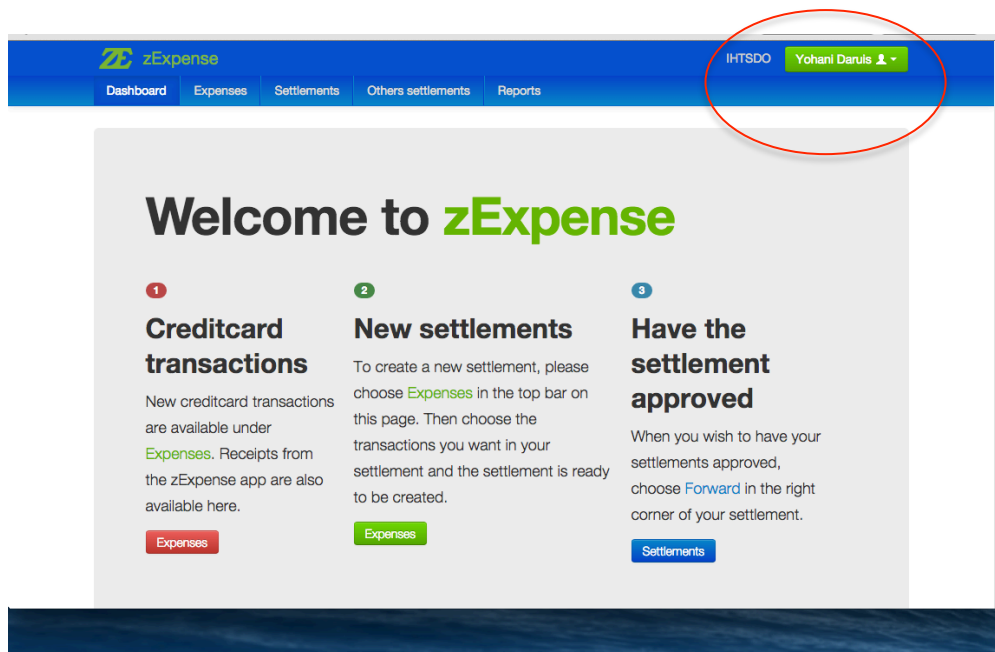 ZE zExpense
IHTSDO Yohani Daruis
Dashboard Expenses Settlements Others settlements Reports
Welcome to zExpense
1
Creditcard
transactions
New creditcard transactions
are available under
Expenses. Receipts from
the zExpense app are also
available here.
Expenses
2
New settlements
To create a new settlement, please
choose Expenses in the top bar on
this page. Then choose the
transactions you want in your
settlement and the settlement is ready
to be created.
Expenses
3
Have the
settlement
approved
When you wish to have your
settlements approved,
choose Forward in the right
corner of your settlement.
Settlements